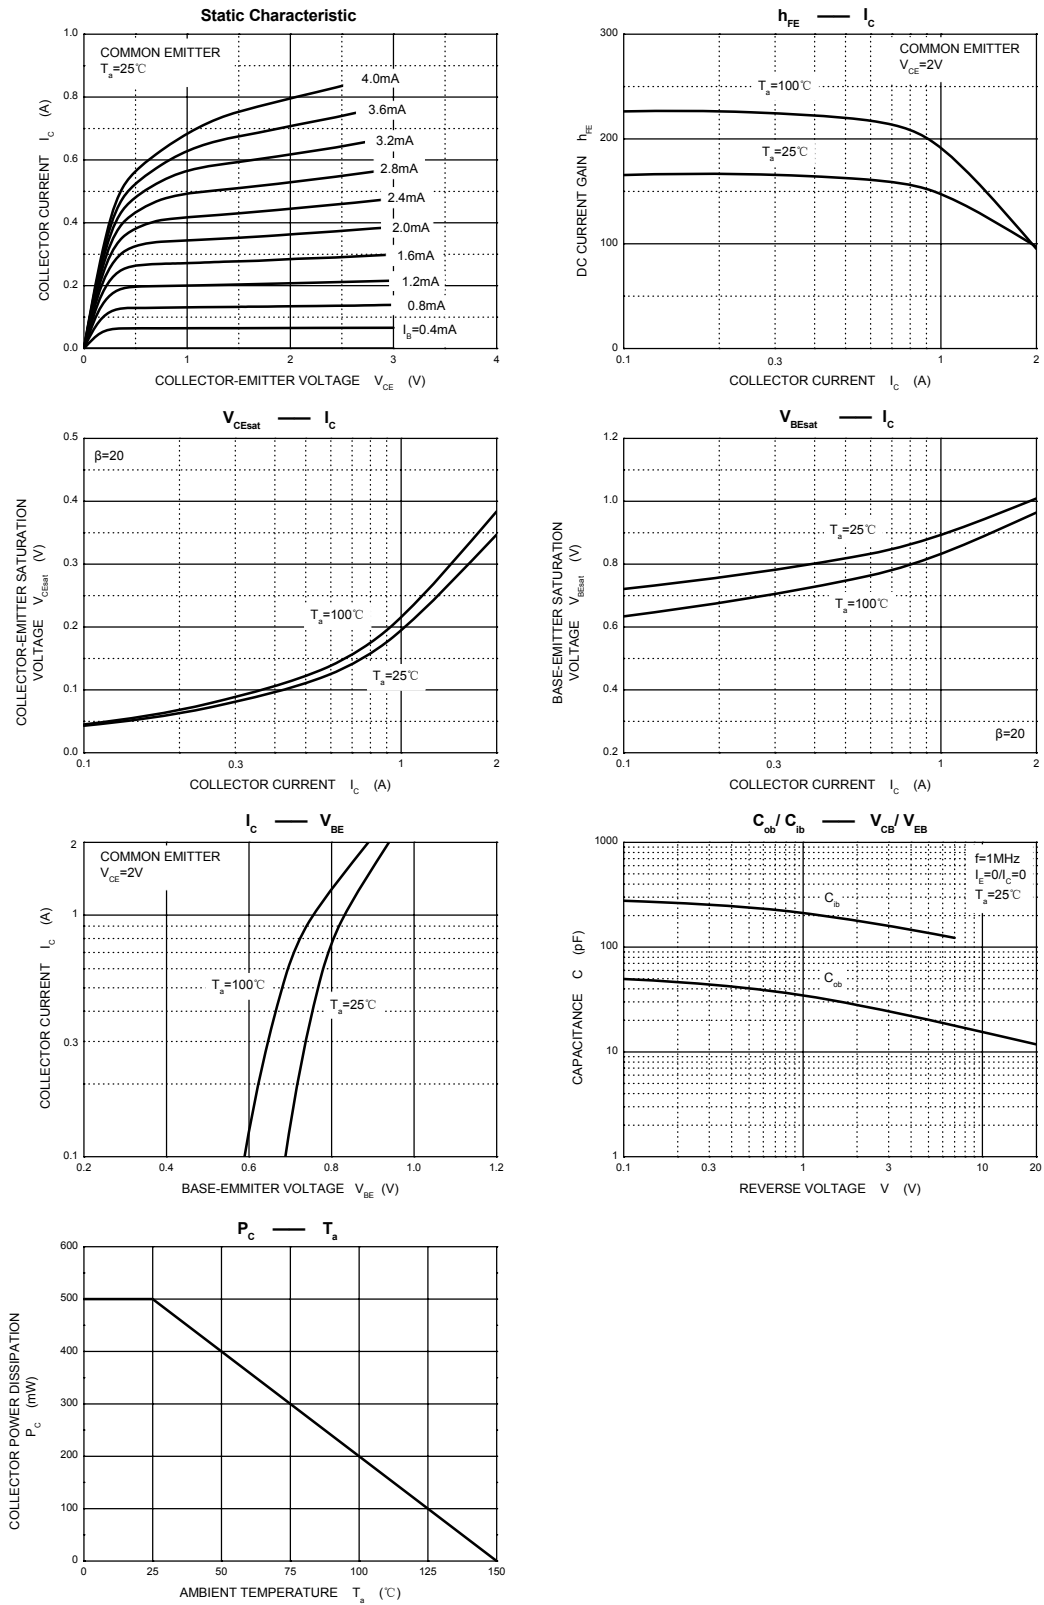 Static Characteristic
1.0
0.8
0.6
0.4
0.2
0.0
0
1
2
3
4
COMMON EMITTER
Ta=25℃
4.0mA
3.6mA
3.2mA
2.8mA
2.4mA
2.0mA
1.6mA
1.2mA
0.8mA
IB=0.4mA
COLLECTOR CURRENT IC (A)
COLLECTOR-EMITTER VOLTAGE VCE (V)
hFE —— IC
300
200
100
0
0.1
0.3
1
2
COMMON EMITTER
VCE=2V
Ta=100℃
Ta=25℃
DC CURRENT GAIN hFE
COLLECTOR CURRENT IC (A)
VCEsat —— IC
0.5
0.4
0.3
0.2
0.1
0.0
0.1
0.3
1
2
β=20
Ta=100℃
Ta=25℃
COLLECTOR-EMITTER SATURATION
VOLTAGE VCEsat (V)
COLLECTOR CURRENT IC (A)
VBEsat —— IC
1.2
1.0
0.8
0.6
0.4
0.2
0.1
0.3
1
2
Ta=25℃
Ta=100℃
β=20
BASE-EMITTER SATURATION
VOLTAGE VBEsat (V)
COLLECTOR CURRENT IC (A)
IC —— VBE
2
1
0.3
0.1
0.2
0.4
0.6
0.8
1.0
1.2
COMMON EMITTER
VCE=2V
Ta=100℃
Ta=25℃
COLLECTOR CURRENT IC (A)
BASE-EMMITER VOLTAGE VBE (V)
Cob/ Cib —— VCB/ VEB
1000
100
10
1
0.1
0.3
1
3
10
20
f=1MHz
IE=0/IC=0
Ta=25℃
Cib
Cob
CAPACITANCE C (pF)
REVERSE VOLTAGE V (V)
PC —— Ta
600
500
400
300
200
100
0
0
25
50
75
100
125
150
COLLECTOR POWER DISSIPATION
PC (mW)
AMBIENT TEMPERATURE Ta (℃)